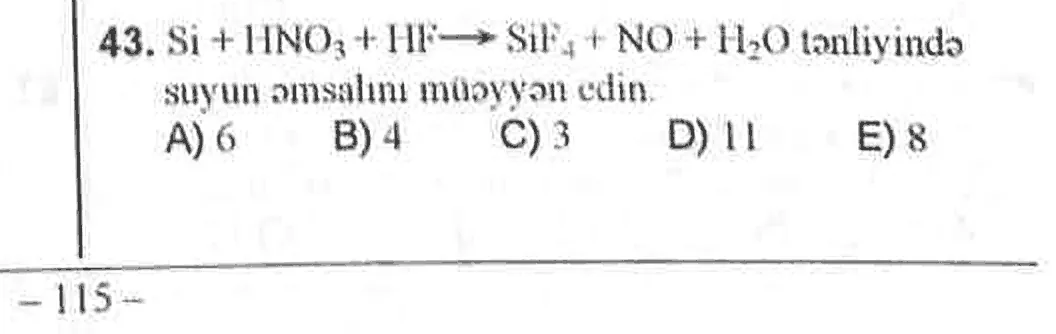 43. Si + HNO₃ + HF → SiF₄ + NO + H₂O tənliyində
suyun əmsalını müəyyən edin.
A) 6 B) 4 C) 3 D) 11 E) 8
– 115 –